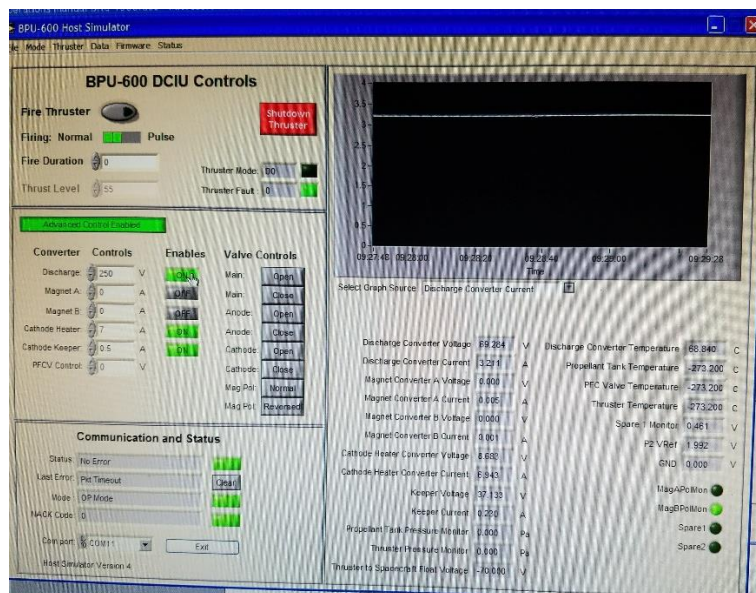 BPU-600 Host Simulator
Mode Thruster Data Firmware Status
BPU-600 DCIU Controls
Fire Thruster
Shutdown
Thruster
Firing: Normal Pulse
Fire Duration 0
Thruster Mode:
Thrust Level 55
Thruster Fault 0
Advanced Control Enabled
Converter Controls Enables Valve Controls
Discharge: 250 V ON Main: Open
Magnet A: 0 A OFF Main: Close
Magnet B: 0 A OFF Anode: Open
Cathode Heater: 7 A ON Anode: Close
Cathode Keeper: 0.5 A ON Cathode: Open
PFCV Control: 0 V Cathode: Close
Mag Pol: Normal
Mag Pol: Reversed
Communication and Status
Status: No Error
Last Error: Pkt Timeout Clear
Mode OP Mode
NACK Code: 0
Com port COM11 Exit
Host Simulator Version 4
4
3.5
3
2.5
2
1.5
1
0.5
0
09:27:48 09:28:00 09:28:20 09:28:40 09:29:00 09:29:28
Time
Select Graph Source Discharge Converter Current
Discharge Converter Voltage 69.284 V
Discharge Converter Current 3.211 A
Magnet Converter A Voltage 0.000 V
Magnet Converter A Current 0.005 A
Magnet Converter B Voltage 0.000 V
Magnet Converter B Current 0.001 A
Cathode Heater Converter Voltage 8.682 V
Cathode Heater Converter Current 6.943 A
Keeper Voltage 37.133 V
Keeper Current 0.230 A
Propellant Tank Pressure Monitor 0.000 Pa
Thruster Pressure Monitor 0.000 Pa
Thruster to Spacecraft Float Voltage -70.000 V
Discharge Converter Temperature 68.840 C
Propellant Tank Temperature -273.200 C
PFC Valve Temperature -273.200 C
Thruster Temperature -273.200 C
Spare 1 Monitor 0.461 V
P2 VRef 1.992 V
GND 0.000 V
MagAPolMon
MagBPolMon
Spare1
Spare2